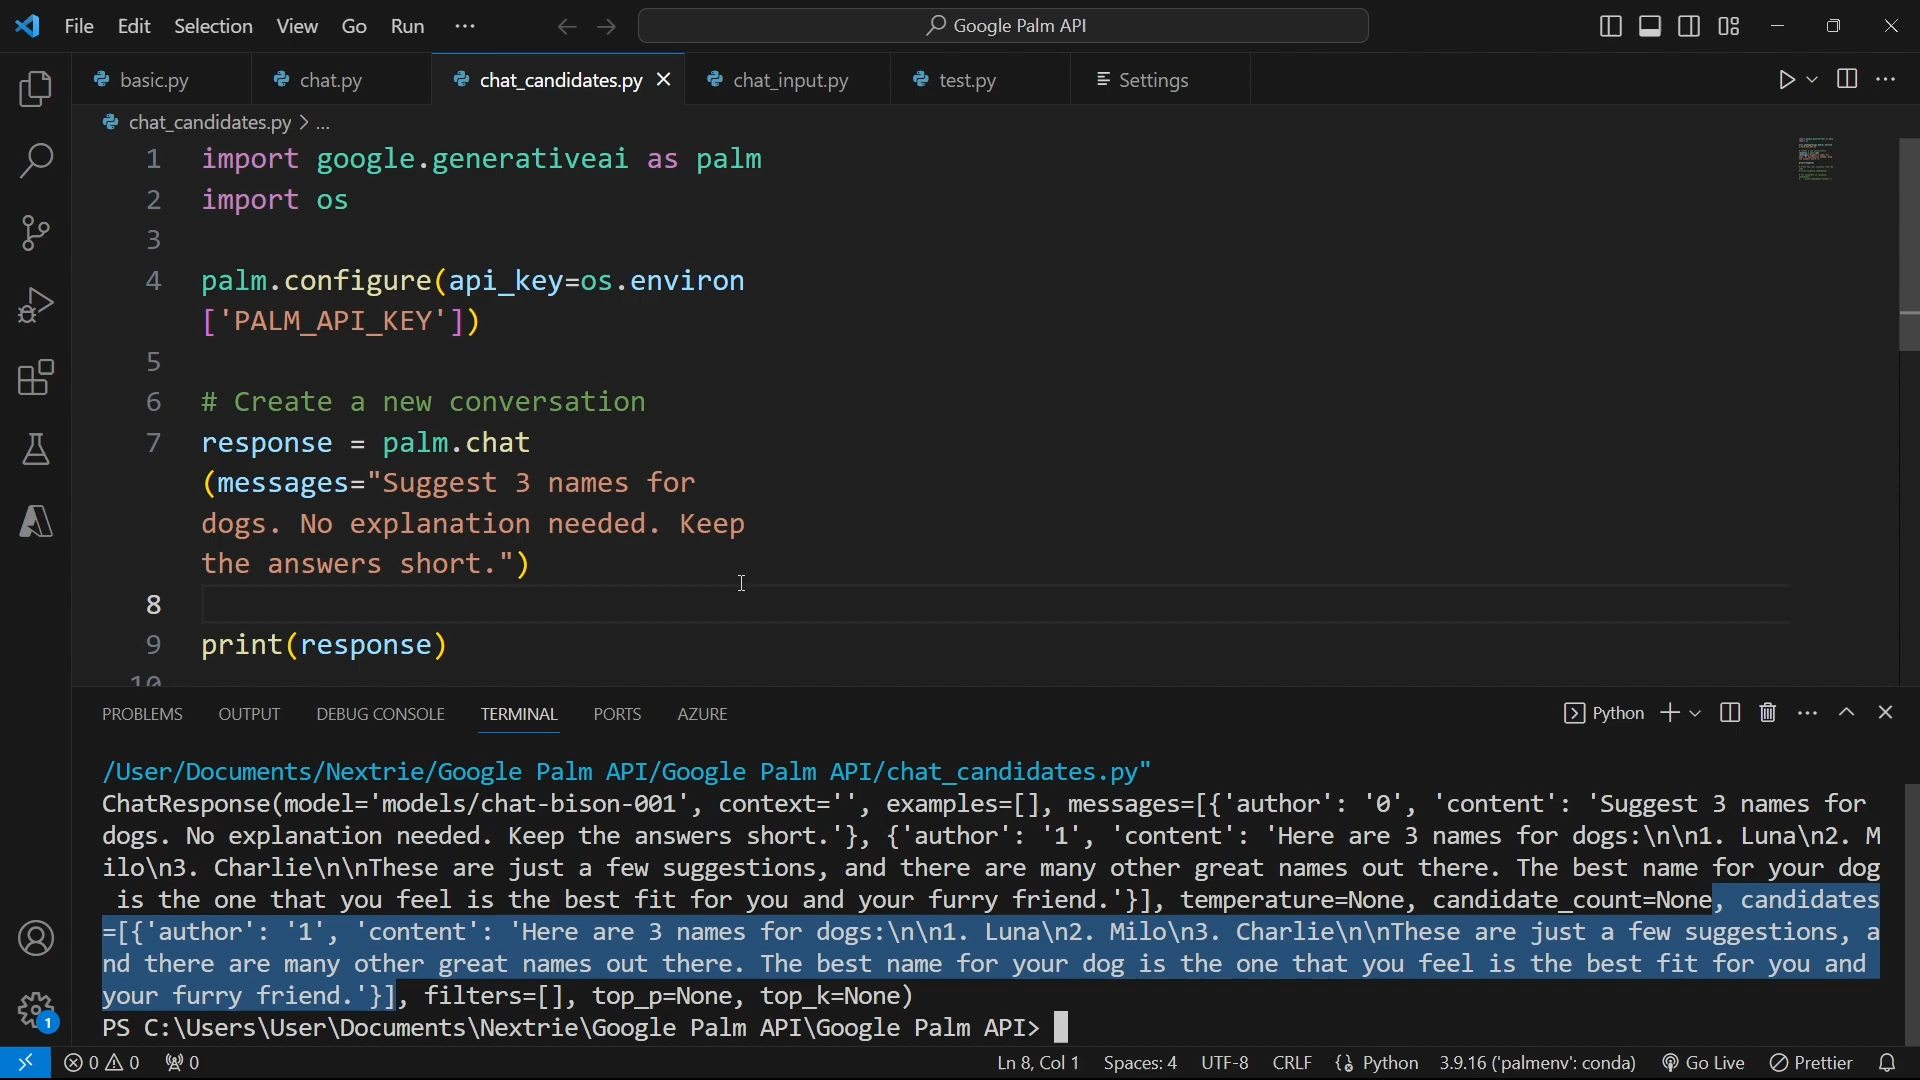 File Edit Selection View Go Run ··· Google Palm API
basic.py chat.py chat_candidates.py chat_input.py test.py Settings
chat_candidates.py > ...
1 import google.generativeai as palm
2 import os
3
4 palm.configure(api_key=os.environ
['PALM_API_KEY'])
5
6 # Create a new conversation
7 response = palm.chat
(messages="Suggest 3 names for
dogs. No explanation needed. Keep
the answers short.")
8
9 print(response)
10
PROBLEMS OUTPUT DEBUG CONSOLE TERMINAL PORTS AZURE Python
/User/Documents/Nextrie/Google Palm API/Google Palm API/chat_candidates.py"
ChatResponse(model='models/chat-bison-001', context='', examples=[], messages=[{'author': '0', 'content': 'Suggest 3 names for
dogs. No explanation needed. Keep the answers short.'}, {'author': '1', 'content': 'Here are 3 names for dogs:\n\n1. Luna\n2. M
ilo\n3. Charlie\n\nThese are just a few suggestions, and there are many other great names out there. The best name for your dog
is the one that you feel is the best fit for you and your furry friend.'}], temperature=None, candidate_count=None, candidates
=[{'author': '1', 'content': 'Here are 3 names for dogs:\n\n1. Luna\n2. Milo\n3. Charlie\n\nThese are just a few suggestions, a
nd there are many other great names out there. The best name for your dog is the one that you feel is the best fit for you and
your furry friend.'}], filters=[], top_p=None, top_k=None)
PS C:\Users\User\Documents\Nextrie\Google Palm API\Google Palm API>
1
0 0 0 Ln 8, Col 1 Spaces: 4 UTF-8 CRLF Python 3.9.16 ('palmenv': conda) Go Live Prettier